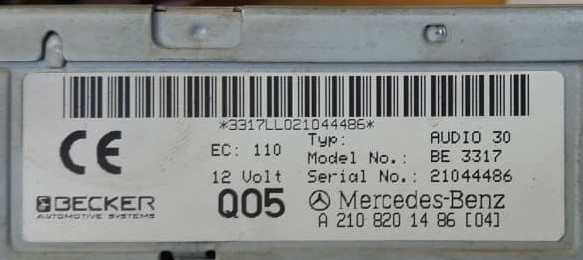 *3317LL021044486*
CE
EC: 110
12 Volt
Typ: AUDIO 30
Model No.: BE 3317
Serial No.: 21044486
BECKER
AUTOMOTIVE SYSTEMS
Q05
Mercedes-Benz
A 210 820 14 86 [04]